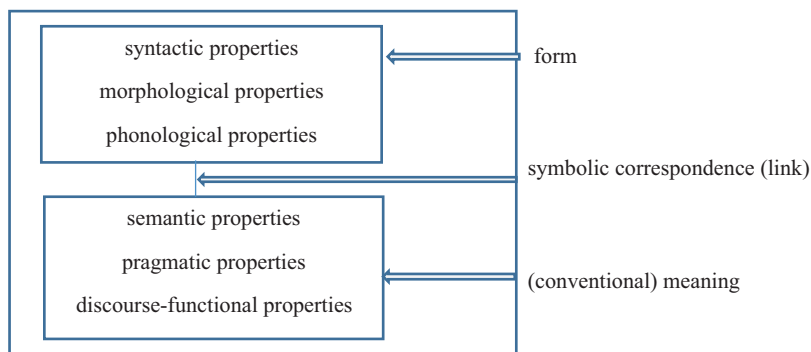 syntactic properties
form
morphological properties
phonological properties
symbolic correspondence (link)
semantic properties
pragmatic properties
(conventional) meaning
discourse-functional properties